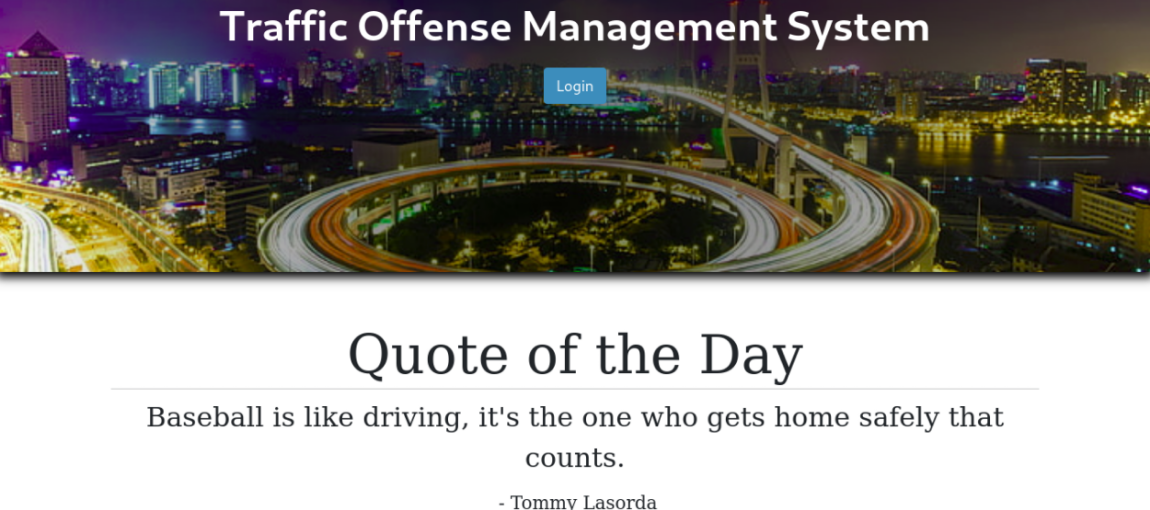 Traffic Offense Management System
Login
Quote of the Day
Baseball is like driving, it's the one who gets home safely that
counts.
- Tommy Lasorda